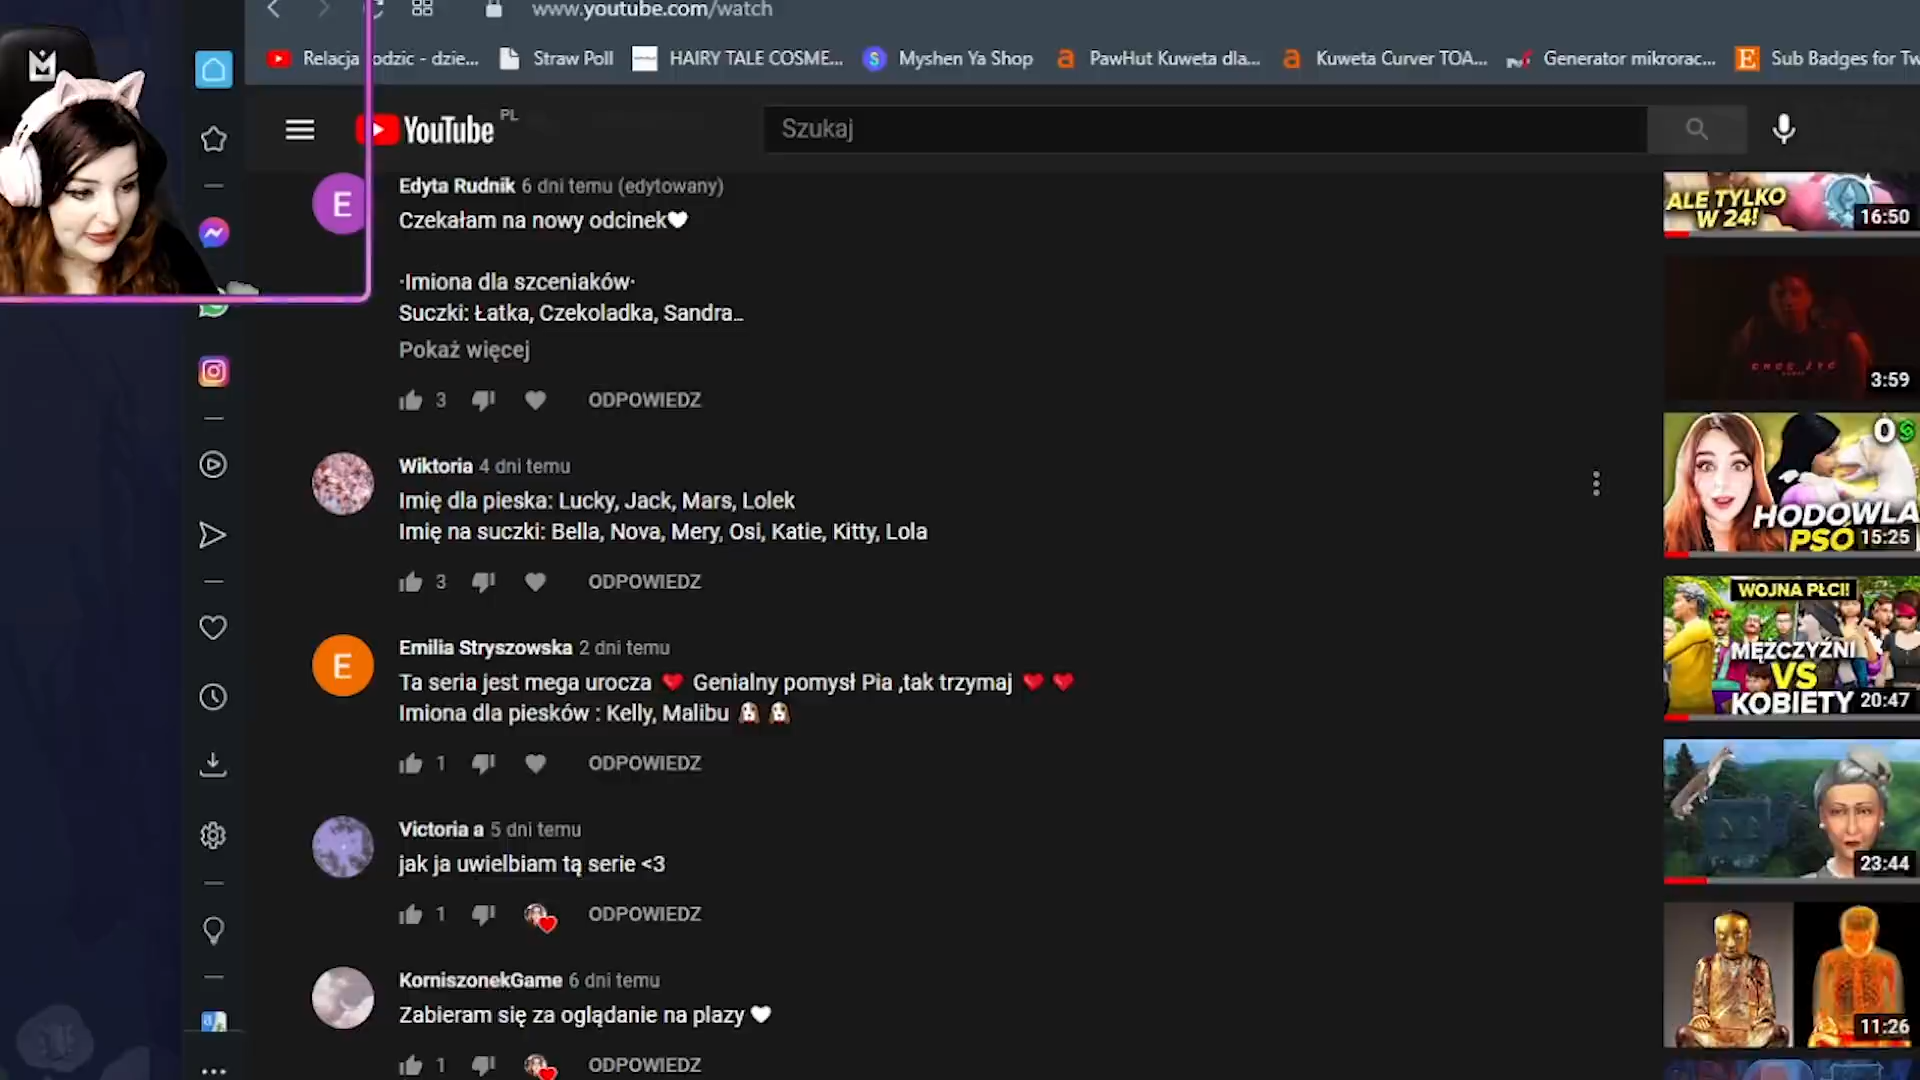 www.youtube.com/watch
Relacja odzic - dzie...
Straw Poll
HAIRY TALE COSME...
Myshen Ya Shop
PawHut Kuweta dla...
Kuweta Curver TOA...
Generator mikrorac...
Sub Badges for Tw
YouTube PL
Szukaj
E
Edyta Rudnik 6 dni temu (edytowany)
Czekałam na nowy odcinek🤍
·Imiona dla szceniaków·
Suczki: Łatka, Czekoladka, Sandra...
Pokaż więcej
3 ODPOWIEDZ
Wiktoria 4 dni temu
Imię dla pieska: Lucky, Jack, Mars, Lolek
Imię na suczki: Bella, Nova, Mery, Osi, Katie, Kitty, Lola
3 ODPOWIEDZ
E
Emilia Stryszowska 2 dni temu
Ta seria jest mega urocza ❤️ Genialny pomysł Pia ,tak trzymaj ❤️ ❤️
Imiona dla piesków : Kelly, Malibu 🐶 🐶
1 ODPOWIEDZ
Victoria a 5 dni temu
jak ja uwielbiam tą serie <3
1 ODPOWIEDZ
KorniszonekGame 6 dni temu
Zabieram się za oglądanie na plazy 🤍
1 ODPOWIEDZ
ALE TYLKO
W 24!
16:50
CHCĘ ŻYĆ
3:59
0$
HODOWLA
PSÓ
15:25
WOJNA PŁCI!
MĘŻCZYŹNI
VS
KOBIETY
20:47
23:44
11:26